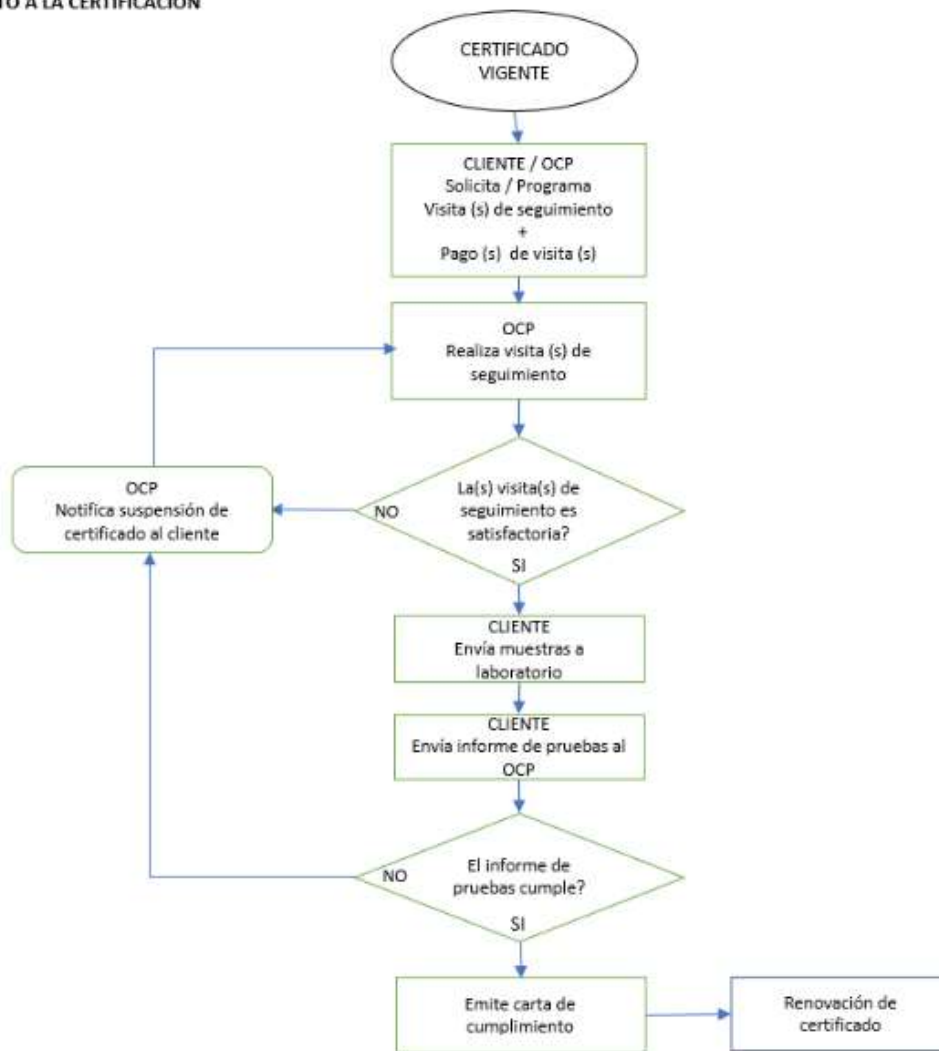 A LA CERTIFICACIÓN
CERTIFICADO
VIGENTE
CLIENTE / OCP
Solicita / Programa
Visita (s) de seguimiento
+
Pago (s) de visita (s)
OCP
Realiza visita (s) de
seguimiento
La(s) visita(s) de
seguimiento es
satisfactoria?
NO
SI
OCP
Notifica suspensión de
certificado al cliente
CLIENTE
Envía muestras a
laboratorio
CLIENTE
Envía informe de pruebas al
OCP
El informe de
pruebas cumple?
NO
SI
Emite carta de
cumplimiento
Renovación de
certificado